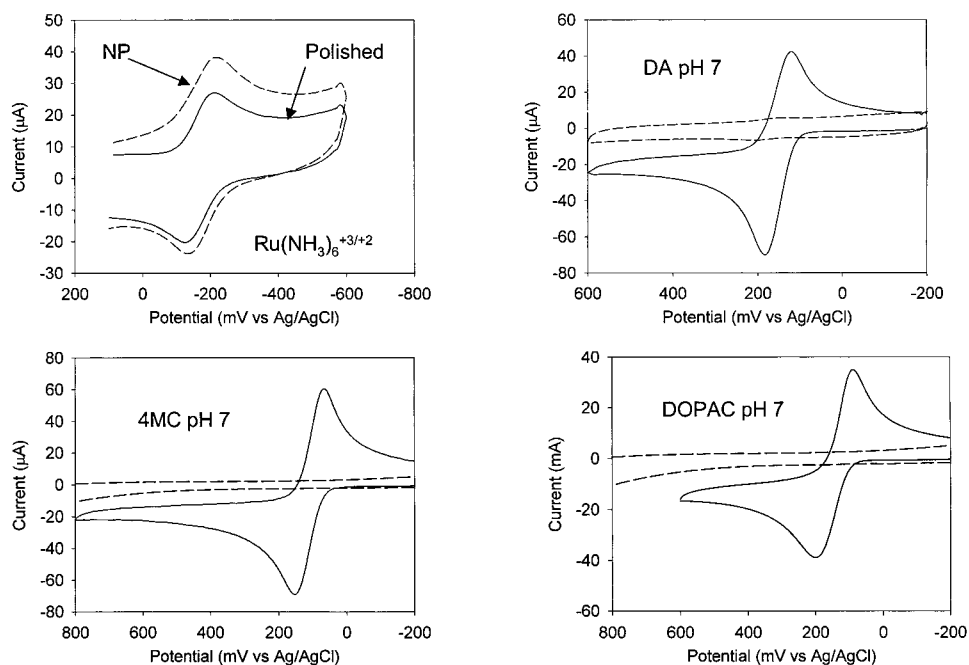 50
40
30
20
10
0
-10
-20
-30
Current (μA)
NP
Polished
Ru(NH3)6+3/+2
200 0 -200 -400 -600 -800
Potential (mV vs Ag/AgCl)
60
40
20
0
-20
-40
-60
-80
Current (μA)
DA pH 7
600 400 200 0 -200
Potential (mV vs Ag/AgCl)
80
60
40
20
0
-20
-40
-60
-80
Current (μA)
4MC pH 7
800 600 400 200 0 -200
Potential (mV vs Ag/AgCl)
40
20
0
-20
-40
-60
Current (mA)
DOPAC pH 7
800 600 400 200 0 -200
Potential (mV vs Ag/AgCl)